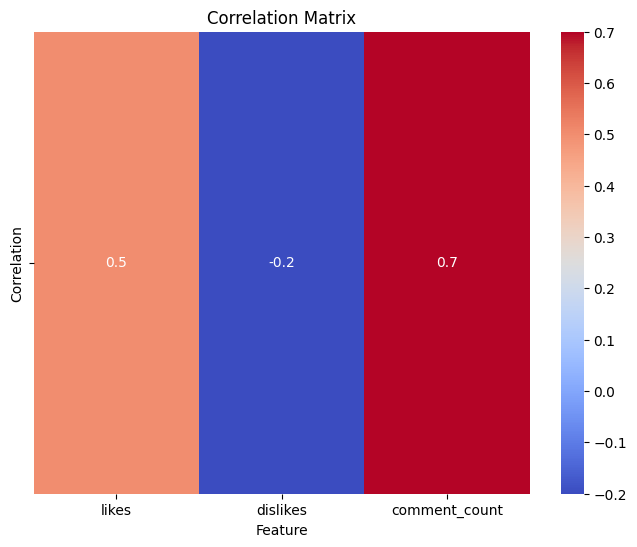 Correlation Matrix
Correlation
0.5 -0.2 0.7
likes dislikes comment_count
Feature
0.7
0.6
0.5
0.4
0.3
0.2
0.1
0.0
−0.1
−0.2